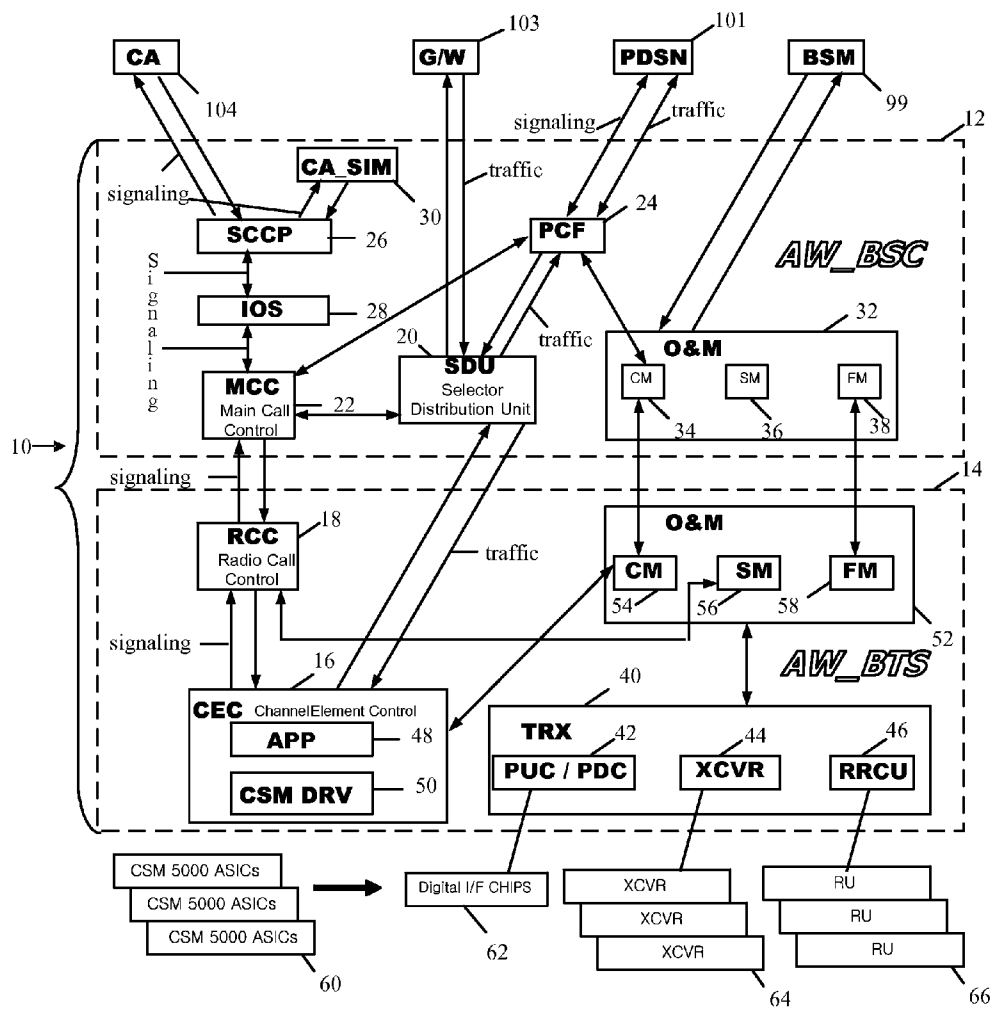 103
101
CA
G/W
PDSN
BSM
104
99
signaling
traffic
12
CA_SIM
traffic
signaling
30
24
SCCP
26
PCF
AW_BSC
Signaling
IOS
28
20
traffic
32
SDU
O&M
MCC
Selector
CM
SM
FM
Main Call
22
Distribution Unit
Control
34
36
38
10
signaling
14
18
O&M
RCC
Radio Call
Control
traffic
CM
SM
FM
54
56
58
52
signaling
16
AW_BTS
40
CEC ChannelElement Control
TRX
42
44
46
APP
48
PUC / PDC
XCVR
RRCU
CSM DRV
50
CSM 5000 ASICs
CSM 5000 ASICs
CSM 5000 ASICs
Digital I/F CHIPS
XCVR
XCVR
XCVR
RU
RU
RU
60
62
64
66